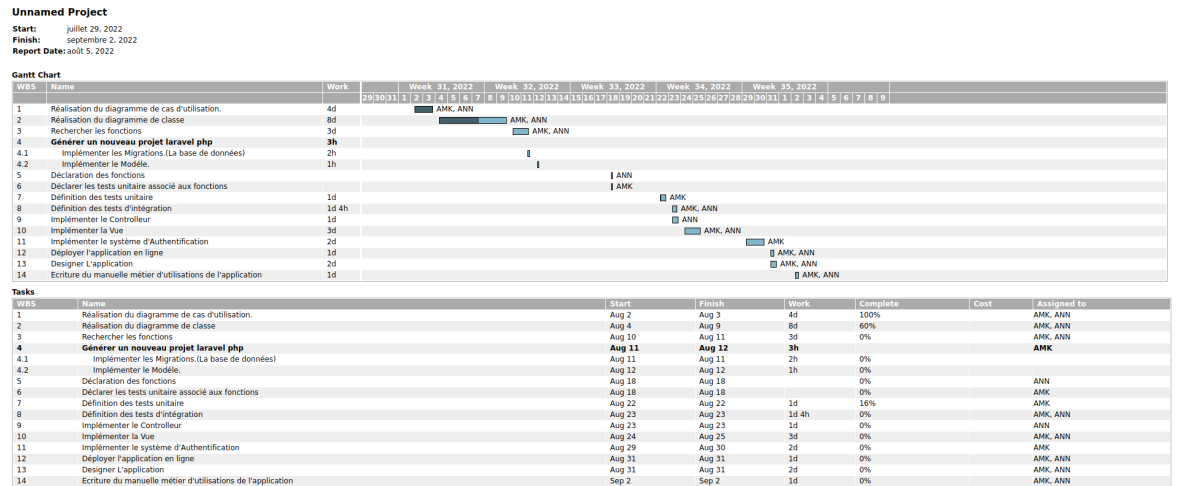 Unnamed Project
Start: juillet 29, 2022
Finish: septembre 2, 2022
Report Date: août 5, 2022
Gantt Chart
WBS Name Work Week 31, 2022 Week 32, 2022 Week 33, 2022 Week 34, 2022 Week 35, 2022
29 30 31 1 2 3 4 5 6 7 8 9 10 11 12 13 14 15 16 17 18 19 20 21 22 23 24 25 26 27 28 29 30 31 1 2 3 4 5 6 7 8 9
1 Réalisation du diagramme de cas d'utilisation. 4d AMK, ANN
2 Réalisation du diagramme de classe 8d AMK, ANN
3 Rechercher les fonctions 3d AMK, ANN
4 Générer un nouveau projet laravel php 3h
4.1 Implémenter les Migrations.(La base de données) 2h
4.2 Implémenter le Modéle. 1h
5 Déclaration des fonctions ANN
6 Déclarer les tests unitaire associé aux fonctions AMK
7 Définition des tests unitaire 1d AMK
8 Définition des tests d'intégration 1d 4h AMK, ANN
9 Implémenter le Controlleur 1d ANN
10 Implémenter la Vue 3d AMK, ANN
11 Implémenter le système d'Authentification 2d AMK
12 Déployer l'application en ligne 1d AMK, ANN
13 Designer L'application 2d AMK, ANN
14 Ecriture du manuelle métier d'utilisations de l'application 1d AMK, ANN
Tasks
WBS Name Start Finish Work Complete Cost Assigned to
1 Réalisation du diagramme de cas d'utilisation. Aug 2 Aug 3 4d 100% AMK, ANN
2 Réalisation du diagramme de classe Aug 4 Aug 9 8d 60% AMK, ANN
3 Rechercher les fonctions Aug 10 Aug 11 3d 0% AMK, ANN
4 Générer un nouveau projet laravel php Aug 11 Aug 12 3h AMK
4.1 Implémenter les Migrations.(La base de données) Aug 11 Aug 11 2h 0%
4.2 Implémenter le Modéle. Aug 12 Aug 12 1h 0%
5 Déclaration des fonctions Aug 18 Aug 18 0% ANN
6 Déclarer les tests unitaire associé aux fonctions Aug 18 Aug 18 0% AMK
7 Définition des tests unitaire Aug 22 Aug 22 1d 16% AMK
8 Définition des tests d'intégration Aug 23 Aug 23 1d 4h 0% AMK, ANN
9 Implémenter le Controlleur Aug 23 Aug 23 1d 0% ANN
10 Implémenter la Vue Aug 24 Aug 25 3d 0% AMK, ANN
11 Implémenter le système d'Authentification Aug 29 Aug 30 2d 0% AMK
12 Déployer l'application en ligne Aug 31 Aug 31 1d 0% AMK, ANN
13 Designer L'application Aug 31 Aug 31 2d 0% AMK, ANN
14 Ecriture du manuelle métier d'utilisations de l'application Sep 2 Sep 2 1d 0% AMK, ANN